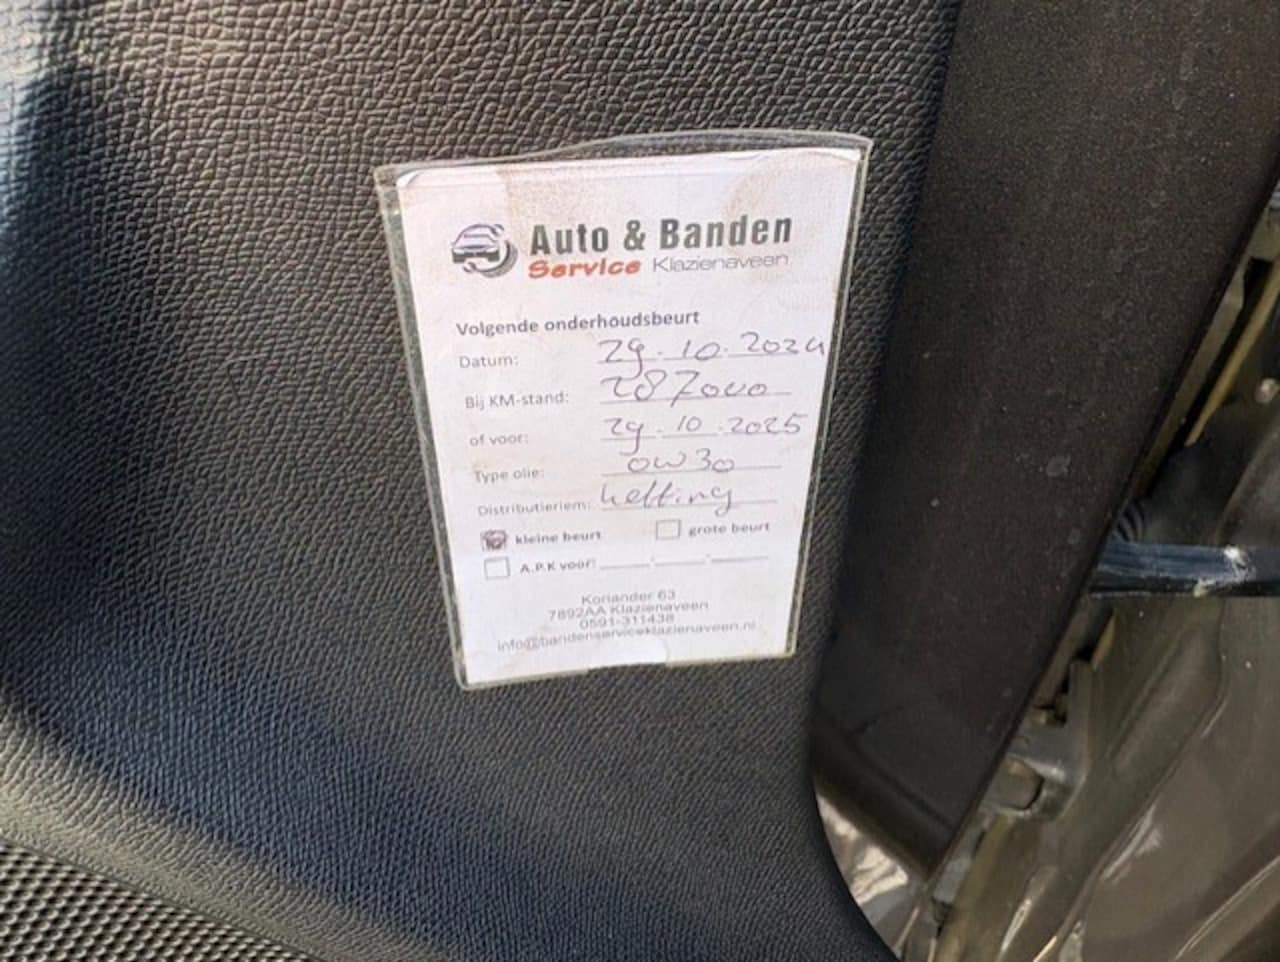 Auto & Banden
Service Klazienaveen
Volgende onderhoudsbeurt
Datum: 29.10.2024
Bij KM-stand: 287000
of voor: 29.10.2025
Type olie: 0W30
Distributieriem: ketting
kleine beurt grote beurt
A.P.K voor:
Koriander 63
7892AA Klazienaveen
0591-311438
info@bandenserviceklazienaveen.nl